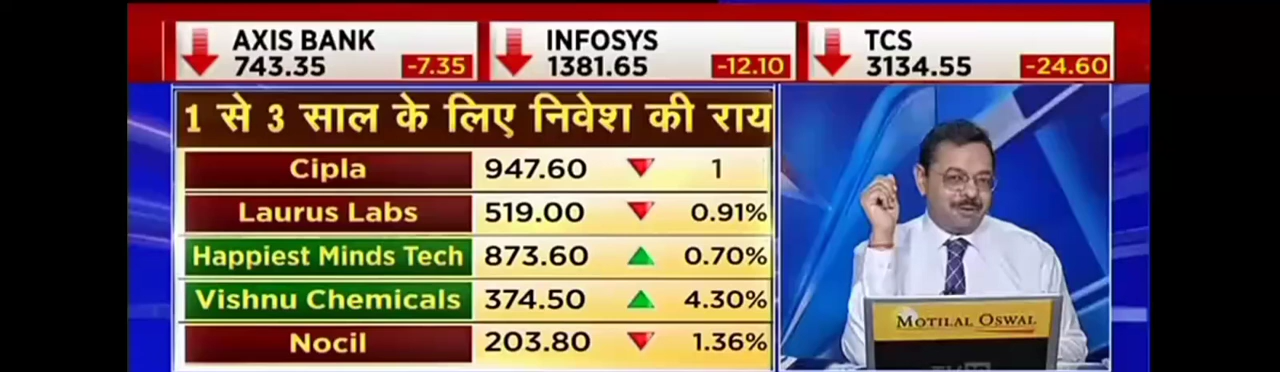 AXIS BANK
743.35 -7.35
INFOSYS
1381.65 -12.10
TCS
3134.55 -24.60
1 से 3 साल के लिए निवेश की राय
Cipla 947.60 1
Laurus Labs 519.00 0.91%
Happiest Minds Tech 873.60 0.70%
Vishnu Chemicals 374.50 4.30%
Nocil 203.80 1.36%
MOTILAL OSWAL